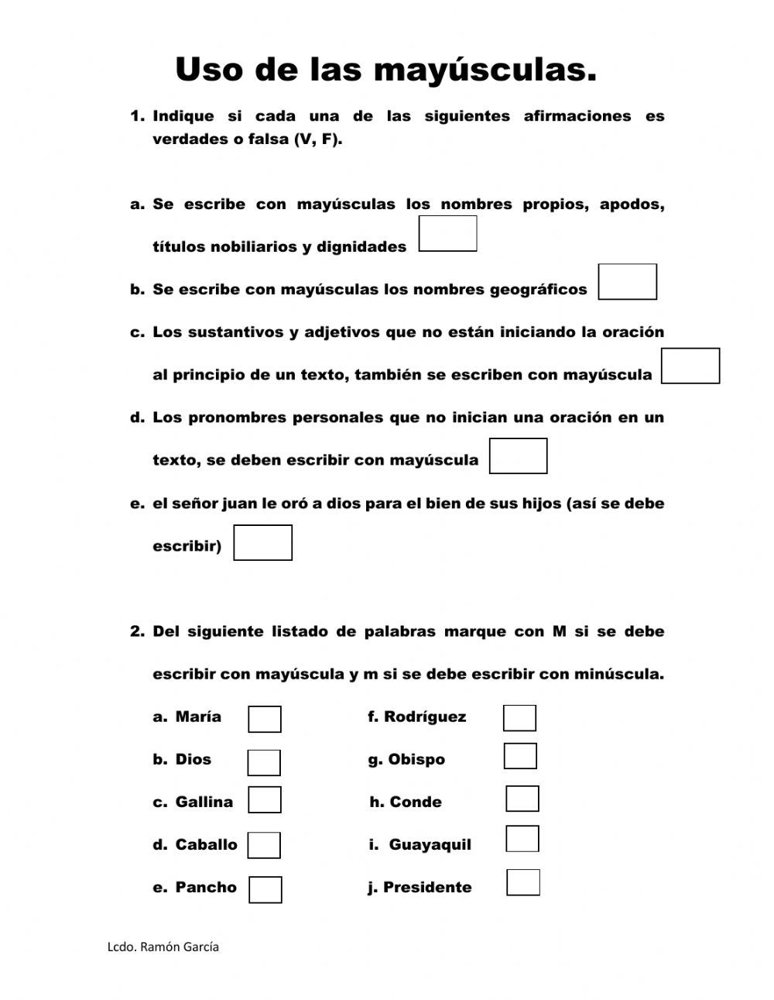 Uso de las mayúsculas.
1. Indique si cada una de las siguientes afirmaciones es
verdades o falsa (V, F).
a. Se escribe con mayúsculas los nombres propios, apodos,
títulos nobiliarios y dignidades
b. Se escribe con mayúsculas los nombres geográficos
c. Los sustantivos y adjetivos que no están iniciando la oración
al principio de un texto, también se escriben con mayúscula
d. Los pronombres personales que no inician una oración en un
texto, se deben escribir con mayúscula
e. el señor juan le oró a dios para el bien de sus hijos (así se debe
escribir)
2. Del siguiente listado de palabras marque con M si se debe
escribir con mayúscula y m si se debe escribir con minúscula.
a. María
b. Dios
c. Gallina
d. Caballo
e. Pancho
f. Rodríguez
g. Obispo
h. Conde
i. Guayaquil
j. Presidente
Lcdo. Ramón García